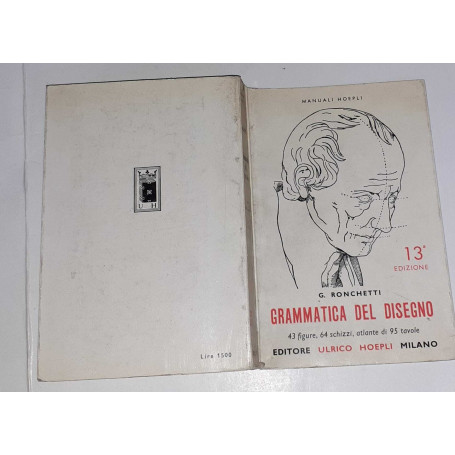 U H
Lire 1500
MANUALI HOEPLI
13ª
EDIZIONE
G. RONCHETTI
GRAMMATICA DEL DISEGNO
43 figure, 64 schizzi, atlante di 95 tavole
EDITORE ULRICO HOEPLI MILANO